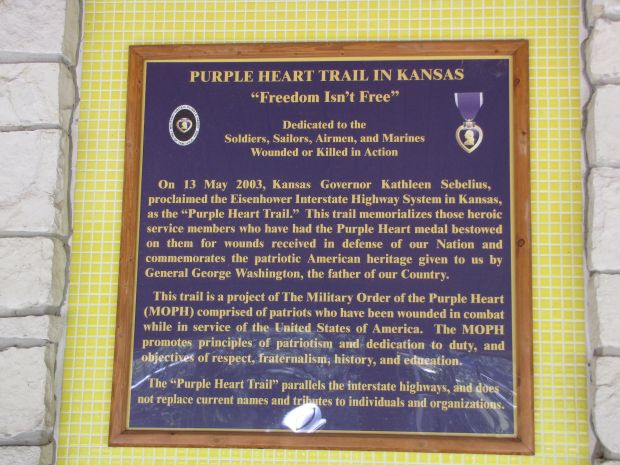 PURPLE HEART TRAIL IN KANSAS
“Freedom Isn’t Free”
Dedicated to the
Soldiers, Sailors, Airmen, and Marines
Wounded or Killed in Action
On 13 May 2003, Kansas Governor Kathleen Sebelius,
proclaimed the Eisenhower Interstate Highway System in Kansas,
as the “Purple Heart Trail.” This trail memorializes those heroic
service members who have had the Purple Heart medal bestowed
on them for wounds received in defense of our Nation and
commemorates the patriotic American heritage given to us by
General George Washington, the father of our Country.
This trail is a project of The Military Order of the Purple Heart
(MOPH) comprised of patriots who have been wounded in combat
while in service of the United States of America. The MOPH
promotes principles of patriotism and dedication to duty, and
objectives of respect, fraternalism, history, and education.
The “Purple Heart Trail” parallels the interstate highways, and does
not replace current names and tributes to individuals and organizations.